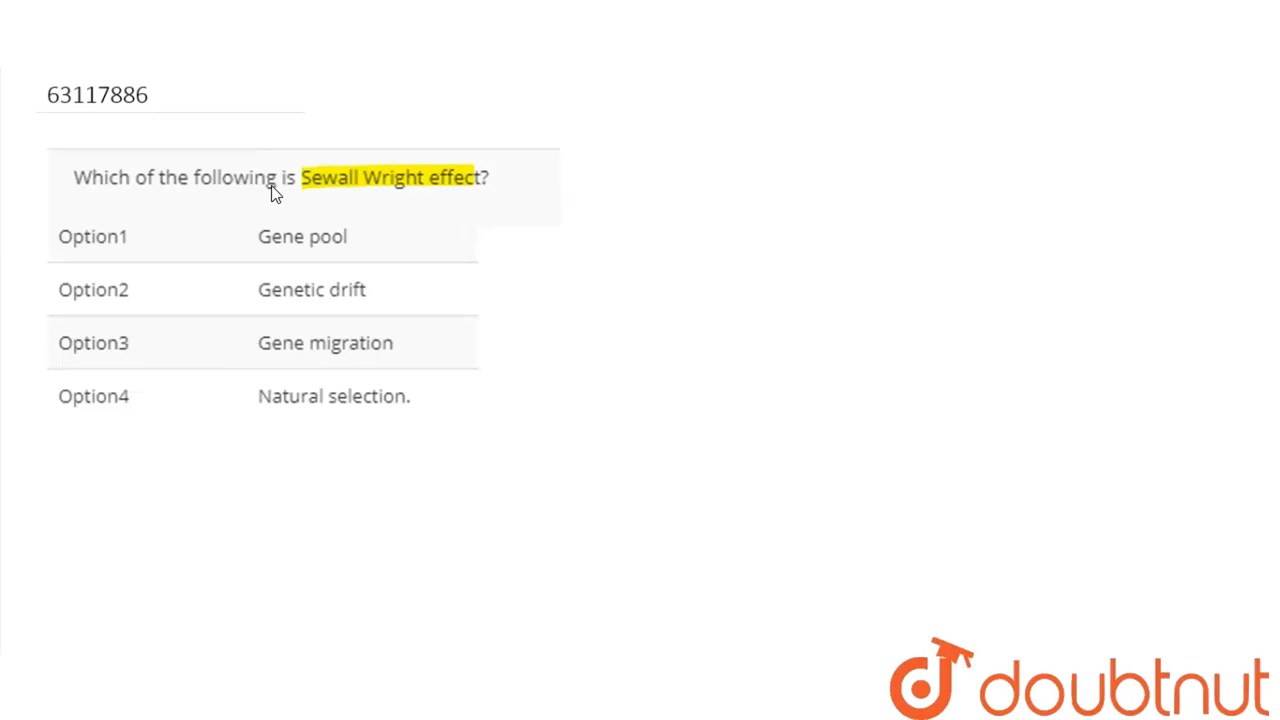 63117886
Which of the following is Sewall Wright effect?
Option1 Gene pool
Option2 Genetic drift
Option3 Gene migration
Option4 Natural selection.
doubtnut